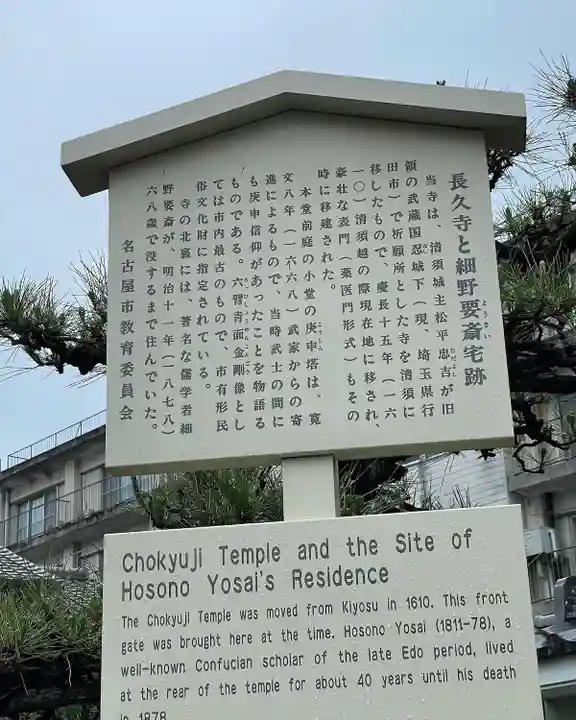 長久寺と細野要斎宅跡
ようさい
当寺は、清須城主松平忠吉が旧
ただよし
領の武蔵国忍城下(現、埼玉県行
田市)で祈願所とした寺を清須に
移したもので、慶長十五年(一六
一〇)清須越の際現在地に移され、
豪壮な表門(薬医門形式)もその
時に移建された。
本堂前庭の小堂の庚申塔は、寛
文八年(一六六八)武家からの寄
進によるもので、当時武士の間に
も庚申信仰があったことを物語る
ものである。六臂青面金剛像とし
ては市内最古のもので、市有形民
俗文化財に指定されている。
寺の北裏には、著名な儒学者細
野要斎が、明治十一年(一八七八)
六八歳で没するまで住んでいた。
名古屋市教育委員会
Chokyuji Temple and the Site of
Hosono Yosai's Residence
The Chokyuji Temple was moved from Kiyosu in 1610. This front
gate was brought here at the time. Hosono Yosai (1811-78), a
well-known Confucian scholar of the late Edo period, lived
at the rear of the temple for about 40 years until his death
in 1878.